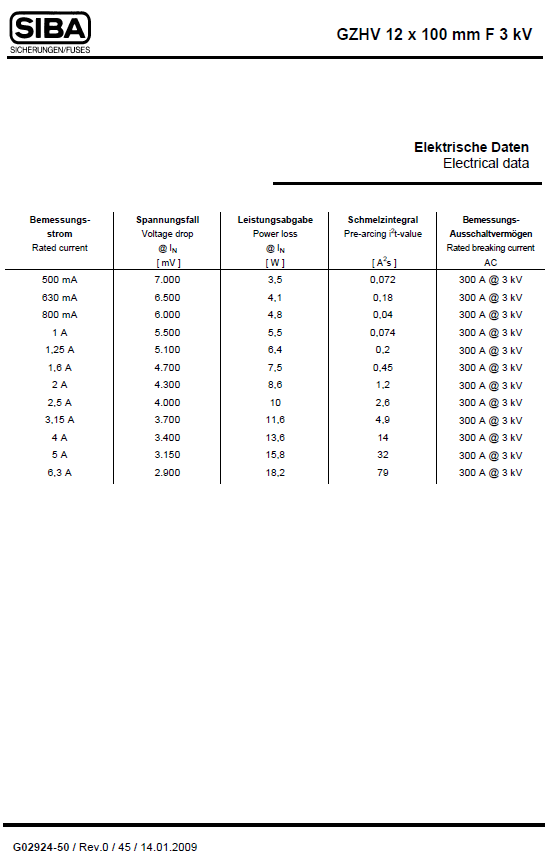 SIBA
SICHERUNGEN/FUSES
GZHV 12 x 100 mm F 3 kV
Elektrische Daten
Electrical data
Bemessungs- Spannungsfall Leistungsabgabe Schmelzintegral Bemessungs-
strom Voltage drop Power loss Pre-arcing i²t-value Ausschaltvermögen
Rated current @ IN @ IN Rated breaking current
[ mV ] [ W ] [ A²s ] AC
500 mA 7.000 3,5 0,072 300 A @ 3 kV
630 mA 6.500 4,1 0,18 300 A @ 3 kV
800 mA 6.000 4,8 0,04 300 A @ 3 kV
1 A 5.500 5,5 0,074 300 A @ 3 kV
1,25 A 5.100 6,4 0,2 300 A @ 3 kV
1,6 A 4.700 7,5 0,45 300 A @ 3 kV
2 A 4.300 8,6 1,2 300 A @ 3 kV
2,5 A 4.000 10 2,6 300 A @ 3 kV
3,15 A 3.700 11,6 4,9 300 A @ 3 kV
4 A 3.400 13,6 14 300 A @ 3 kV
5 A 3.150 15,8 32 300 A @ 3 kV
6,3 A 2.900 18,2 79 300 A @ 3 kV
G02924-50 / Rev.0 / 45 / 14.01.2009